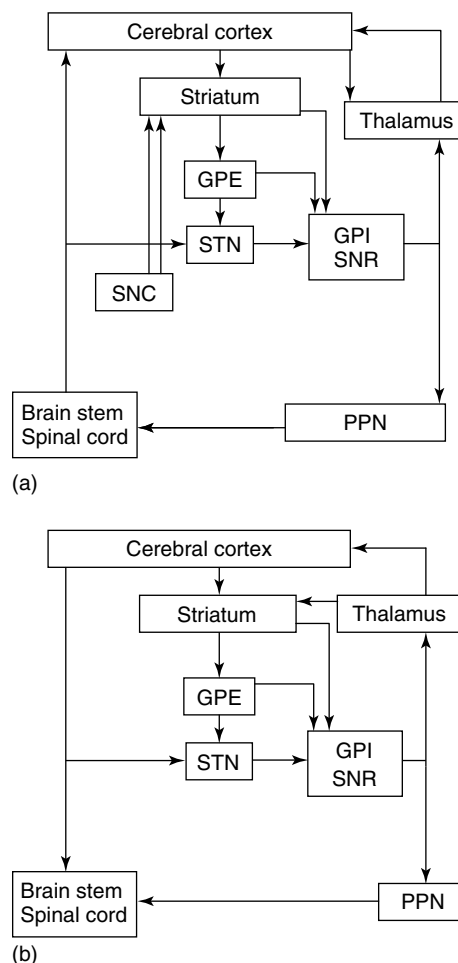 Cerebral cortex
Striatum
Thalamus
GPE
STN
GPI
SNR
SNC
Brain stem
Spinal cord
PPN
(a)
Cerebral cortex
Striatum
Thalamus
GPE
STN
GPI
SNR
Brain stem
Spinal cord
PPN
(b)